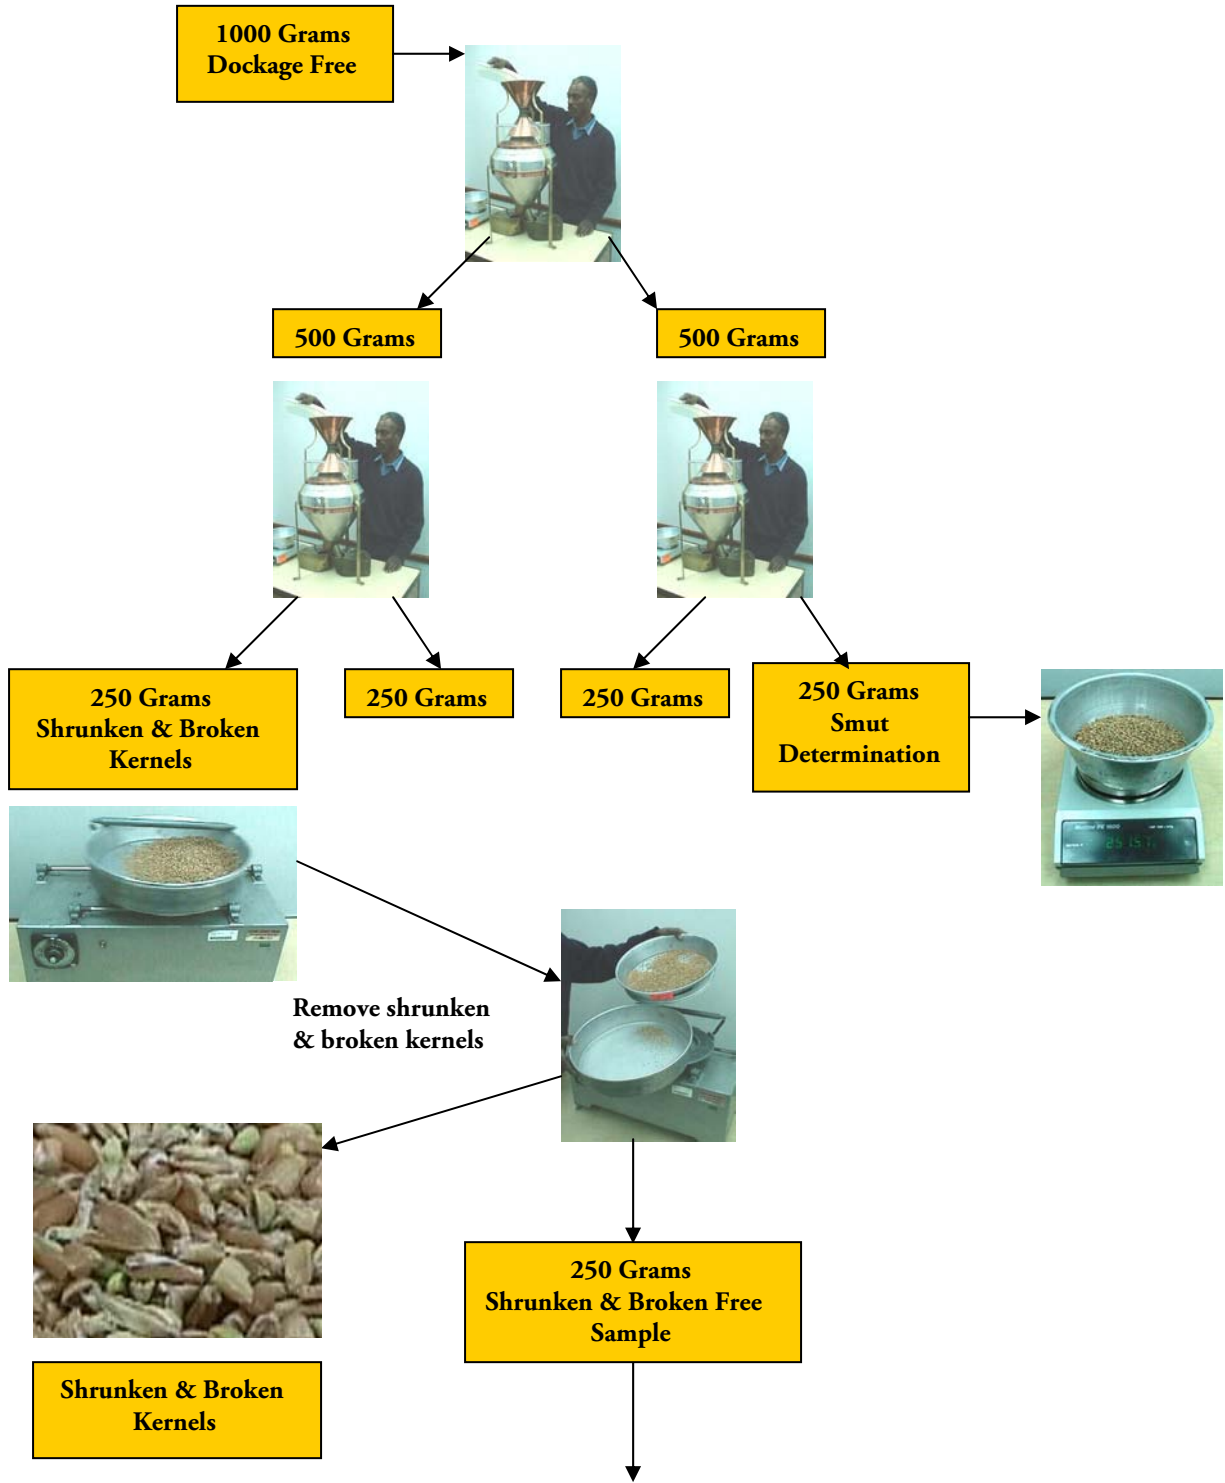 1000 Grams
Dockage Free
500 Grams
500 Grams
250 Grams
Shrunken & Broken
Kernels
250 Grams
250 Grams
250 Grams
Smut
Determination
Remove shrunken
& broken kernels
250 Grams
Shrunken & Broken Free
Sample
Shrunken & Broken
Kernels